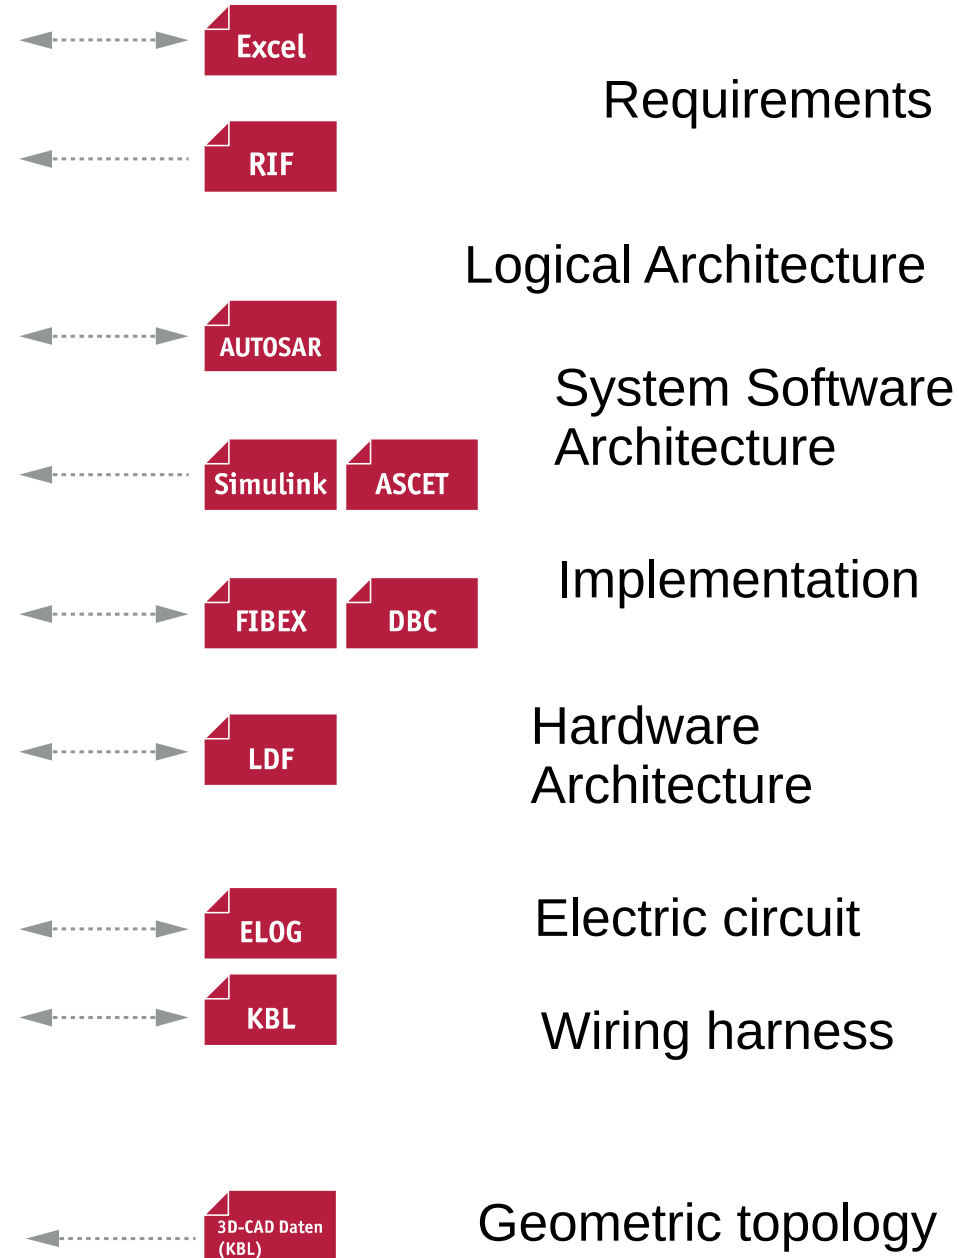 Excel
Requirements
RIF
Logical Architecture
AUTOSAR
System Software
Architecture
Simulink ASCET
Implementation
FIBEX DBC
Hardware
Architecture
LDF
ELOG
Electric circuit
KBL
Wiring harness
3D-CAD Daten
(KBL)
Geometric topology